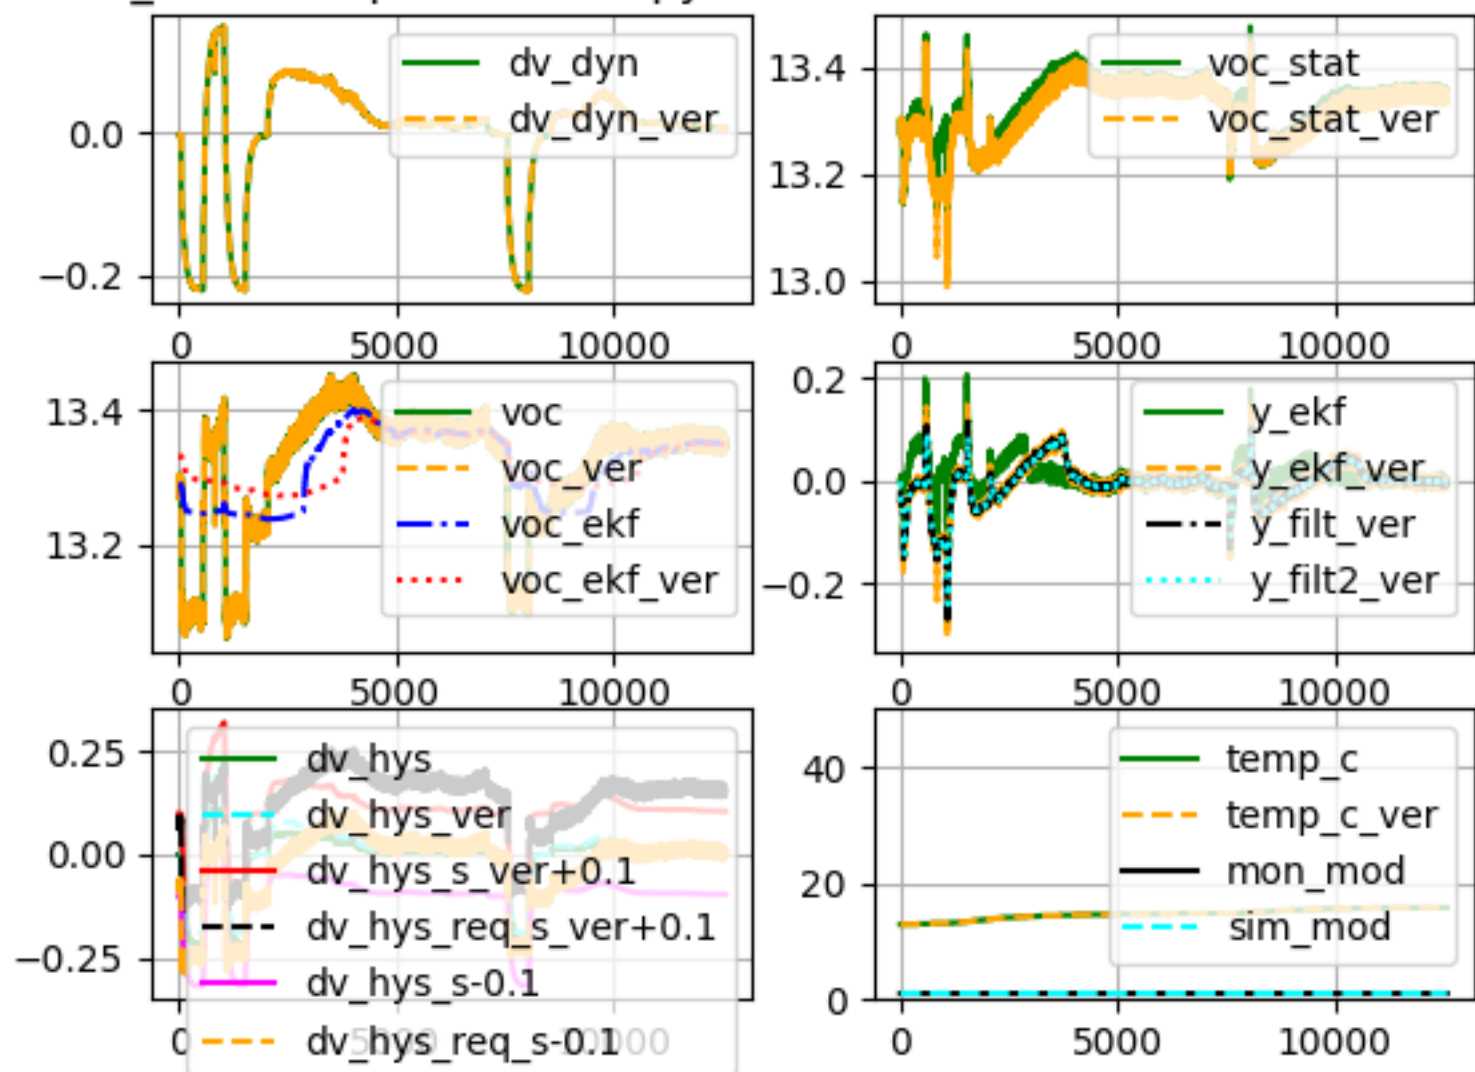 dv_dyn
dv_dyn_ver
0.0
−0.2
0 5000 10000
voc_stat
voc_stat_ver
13.4
13.2
13.0
0 5000 10000
voc
voc_ver
voc_ekf
voc_ekf_ver
13.4
13.2
0 5000 10000
y_ekf
y_ekf_ver
y_filt_ver
y_filt2_ver
0.2
0.0
−0.2
0 5000 10000
dv_hys
dv_hys_ver
dv_hys_s_ver+0.1
dv_hys_req_s_ver+0.1
dv_hys_s-0.1
dv_hys_req_s-0.1
0.25
0.00
−0.25
0 5000 10000
temp_c
temp_c_ver
mon_mod
sim_mod
40
20
0
0 5000 10000